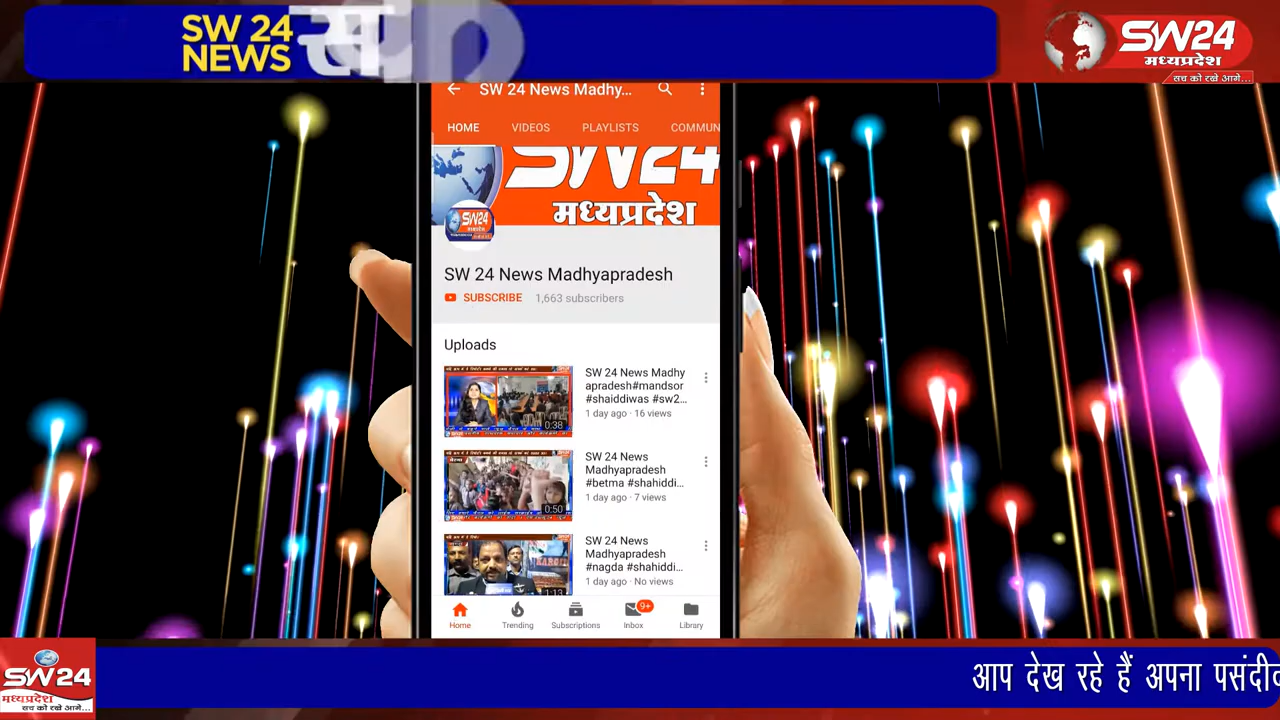 SW 24
NEWS
SW24
मध्यप्रदेश
सच को रखे आगे...
SW 24 News Madhy...
HOME VIDEOS PLAYLISTS COMMUN
SW24
मध्यप्रदेश
SW24
SW 24 News Madhyapradesh
SUBSCRIBE 1,663 subscribers
Uploads
SW 24 News Madhy
apradesh#mandsor
#shaiddiwas #sw2...
1 day ago · 16 views
0:38
SW 24 News
Madhyapradesh
#betma #shahiddi...
1 day ago · 7 views
0:50
SW 24 News
Madhyapradesh
#nagda #shahiddi...
1 day ago · No views
1:13
Home Trending Subscriptions 9+ Inbox Library
SW24
मध्यप्रदेश
सच को रखे आगे...
आप देख रहे हैं अपना